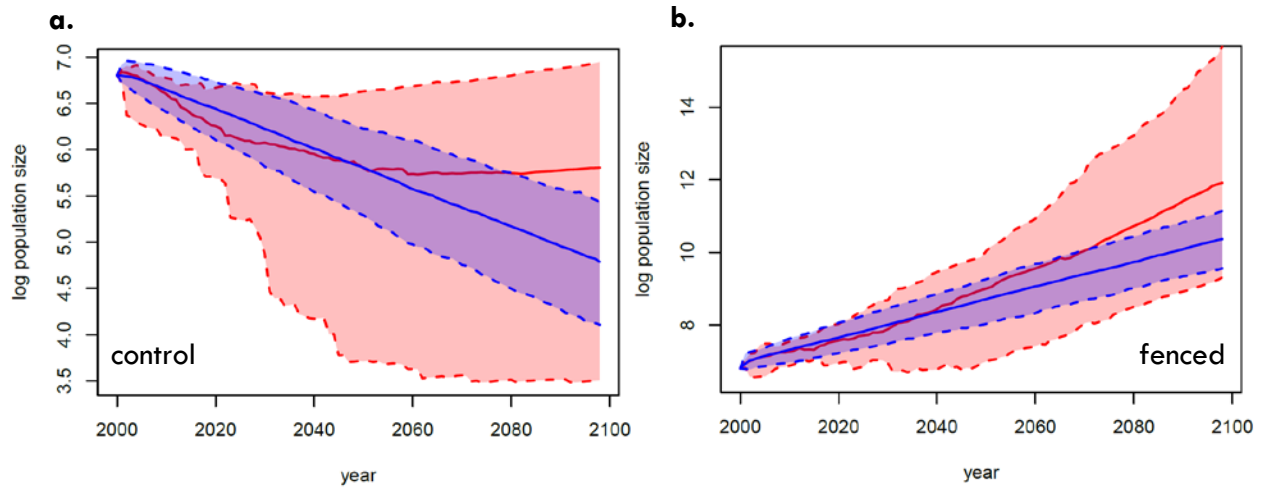 a.
7.0
6.5
6.0
5.5
5.0
4.5
4.0
3.5
log population size
control
2000 2020 2040 2060 2080 2100
year
b.
14
12
10
8
log population size
fenced
2000 2020 2040 2060 2080 2100
year